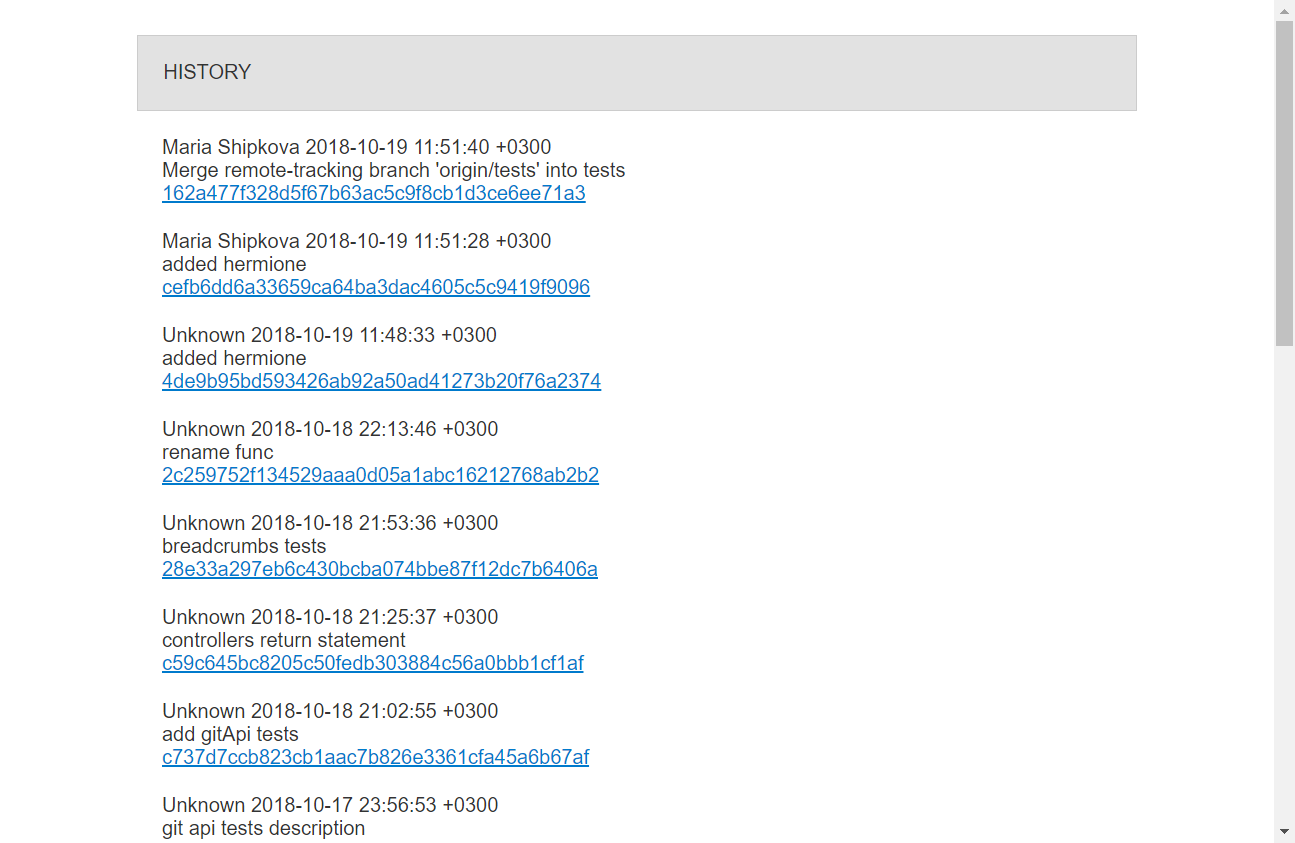 HISTORY
Maria Shipkova 2018-10-19 11:51:40 +0300
Merge remote-tracking branch 'origin/tests' into tests
162a477f328d5f67b63ac5c9f8cb1d3ce6ee71a3
Maria Shipkova 2018-10-19 11:51:28 +0300
added hermione
cefb6dd6a33659ca64ba3dac4605c5c9419f9096
Unknown 2018-10-19 11:48:33 +0300
added hermione
4de9b95bd593426ab92a50ad41273b20f76a2374
Unknown 2018-10-18 22:13:46 +0300
rename func
2c259752f134529aaa0d05a1abc16212768ab2b2
Unknown 2018-10-18 21:53:36 +0300
breadcrumbs tests
28e33a297eb6c430bcba074bbe87f12dc7b6406a
Unknown 2018-10-18 21:25:37 +0300
controllers return statement
c59c645bc8205c50fedb303884c56a0bbb1cf1af
Unknown 2018-10-18 21:02:55 +0300
add gitApi tests
c737d7ccb823cb1aac7b826e3361cfa45a6b67af
Unknown 2018-10-17 23:56:53 +0300
git api tests description